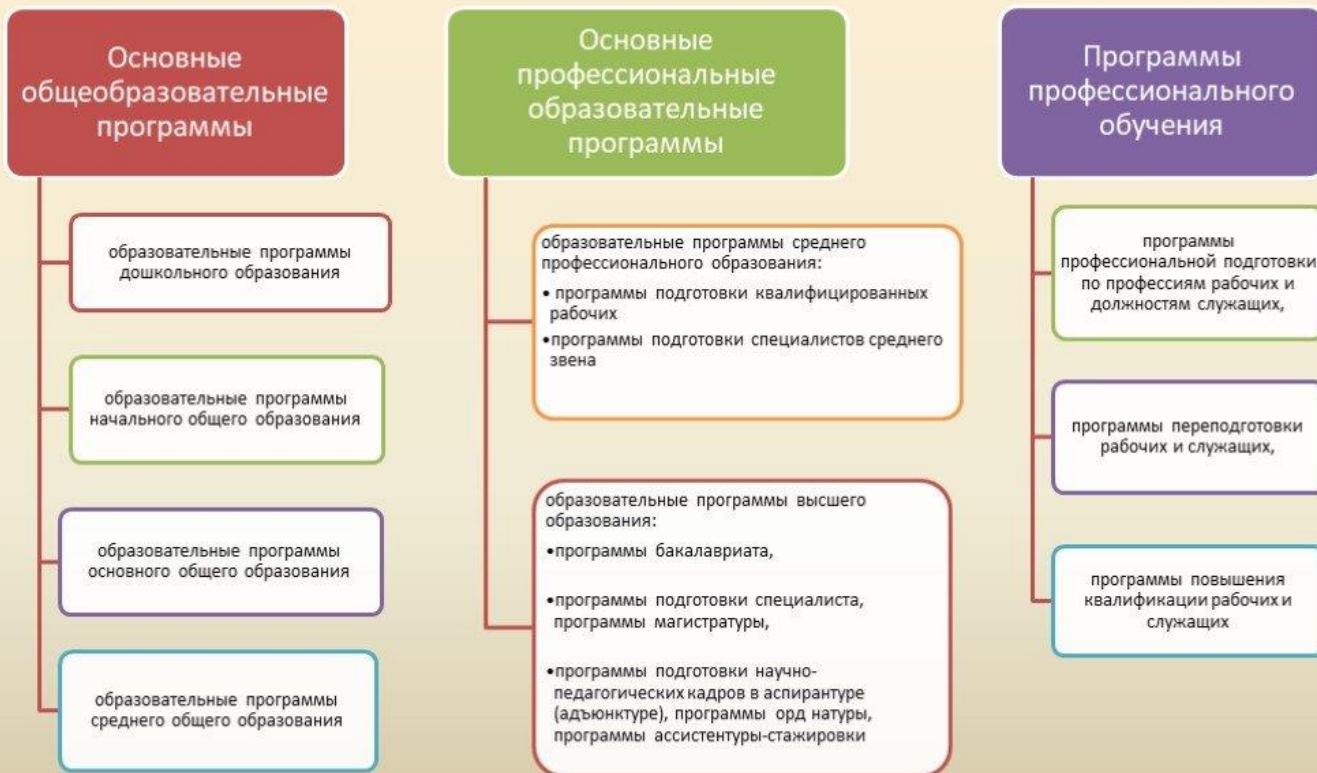 Основные
общеобразовательные
программы
образовательные программы
дошкольного образования
образовательные программы
начального общего образования
образовательные программы
основного общего образования
образовательные программы
среднего общего образования
Основные
профессиональные
образовательные
программы
образовательные программы среднего
профессионального образования:
• программы подготовки квалифицированных
рабочих
•программы подготовки специалистов среднего
звена
образовательные программы высшего
образования:
•программы бакалавриата,
•программы подготовки специалиста,
программы магистратуры,
•программы подготовки научно-
педагогических кадров в аспирантуре
(адъюнктуре), программы орд натуры,
программы ассистентуры-стажировки
Программы
профессионального
обучения
программы
профессиональной подготовки
по профессиям рабочих и
должностям служащих,
программы переподготовки
рабочих и служащих,
программы повышения
квалификации рабочих и
служащих